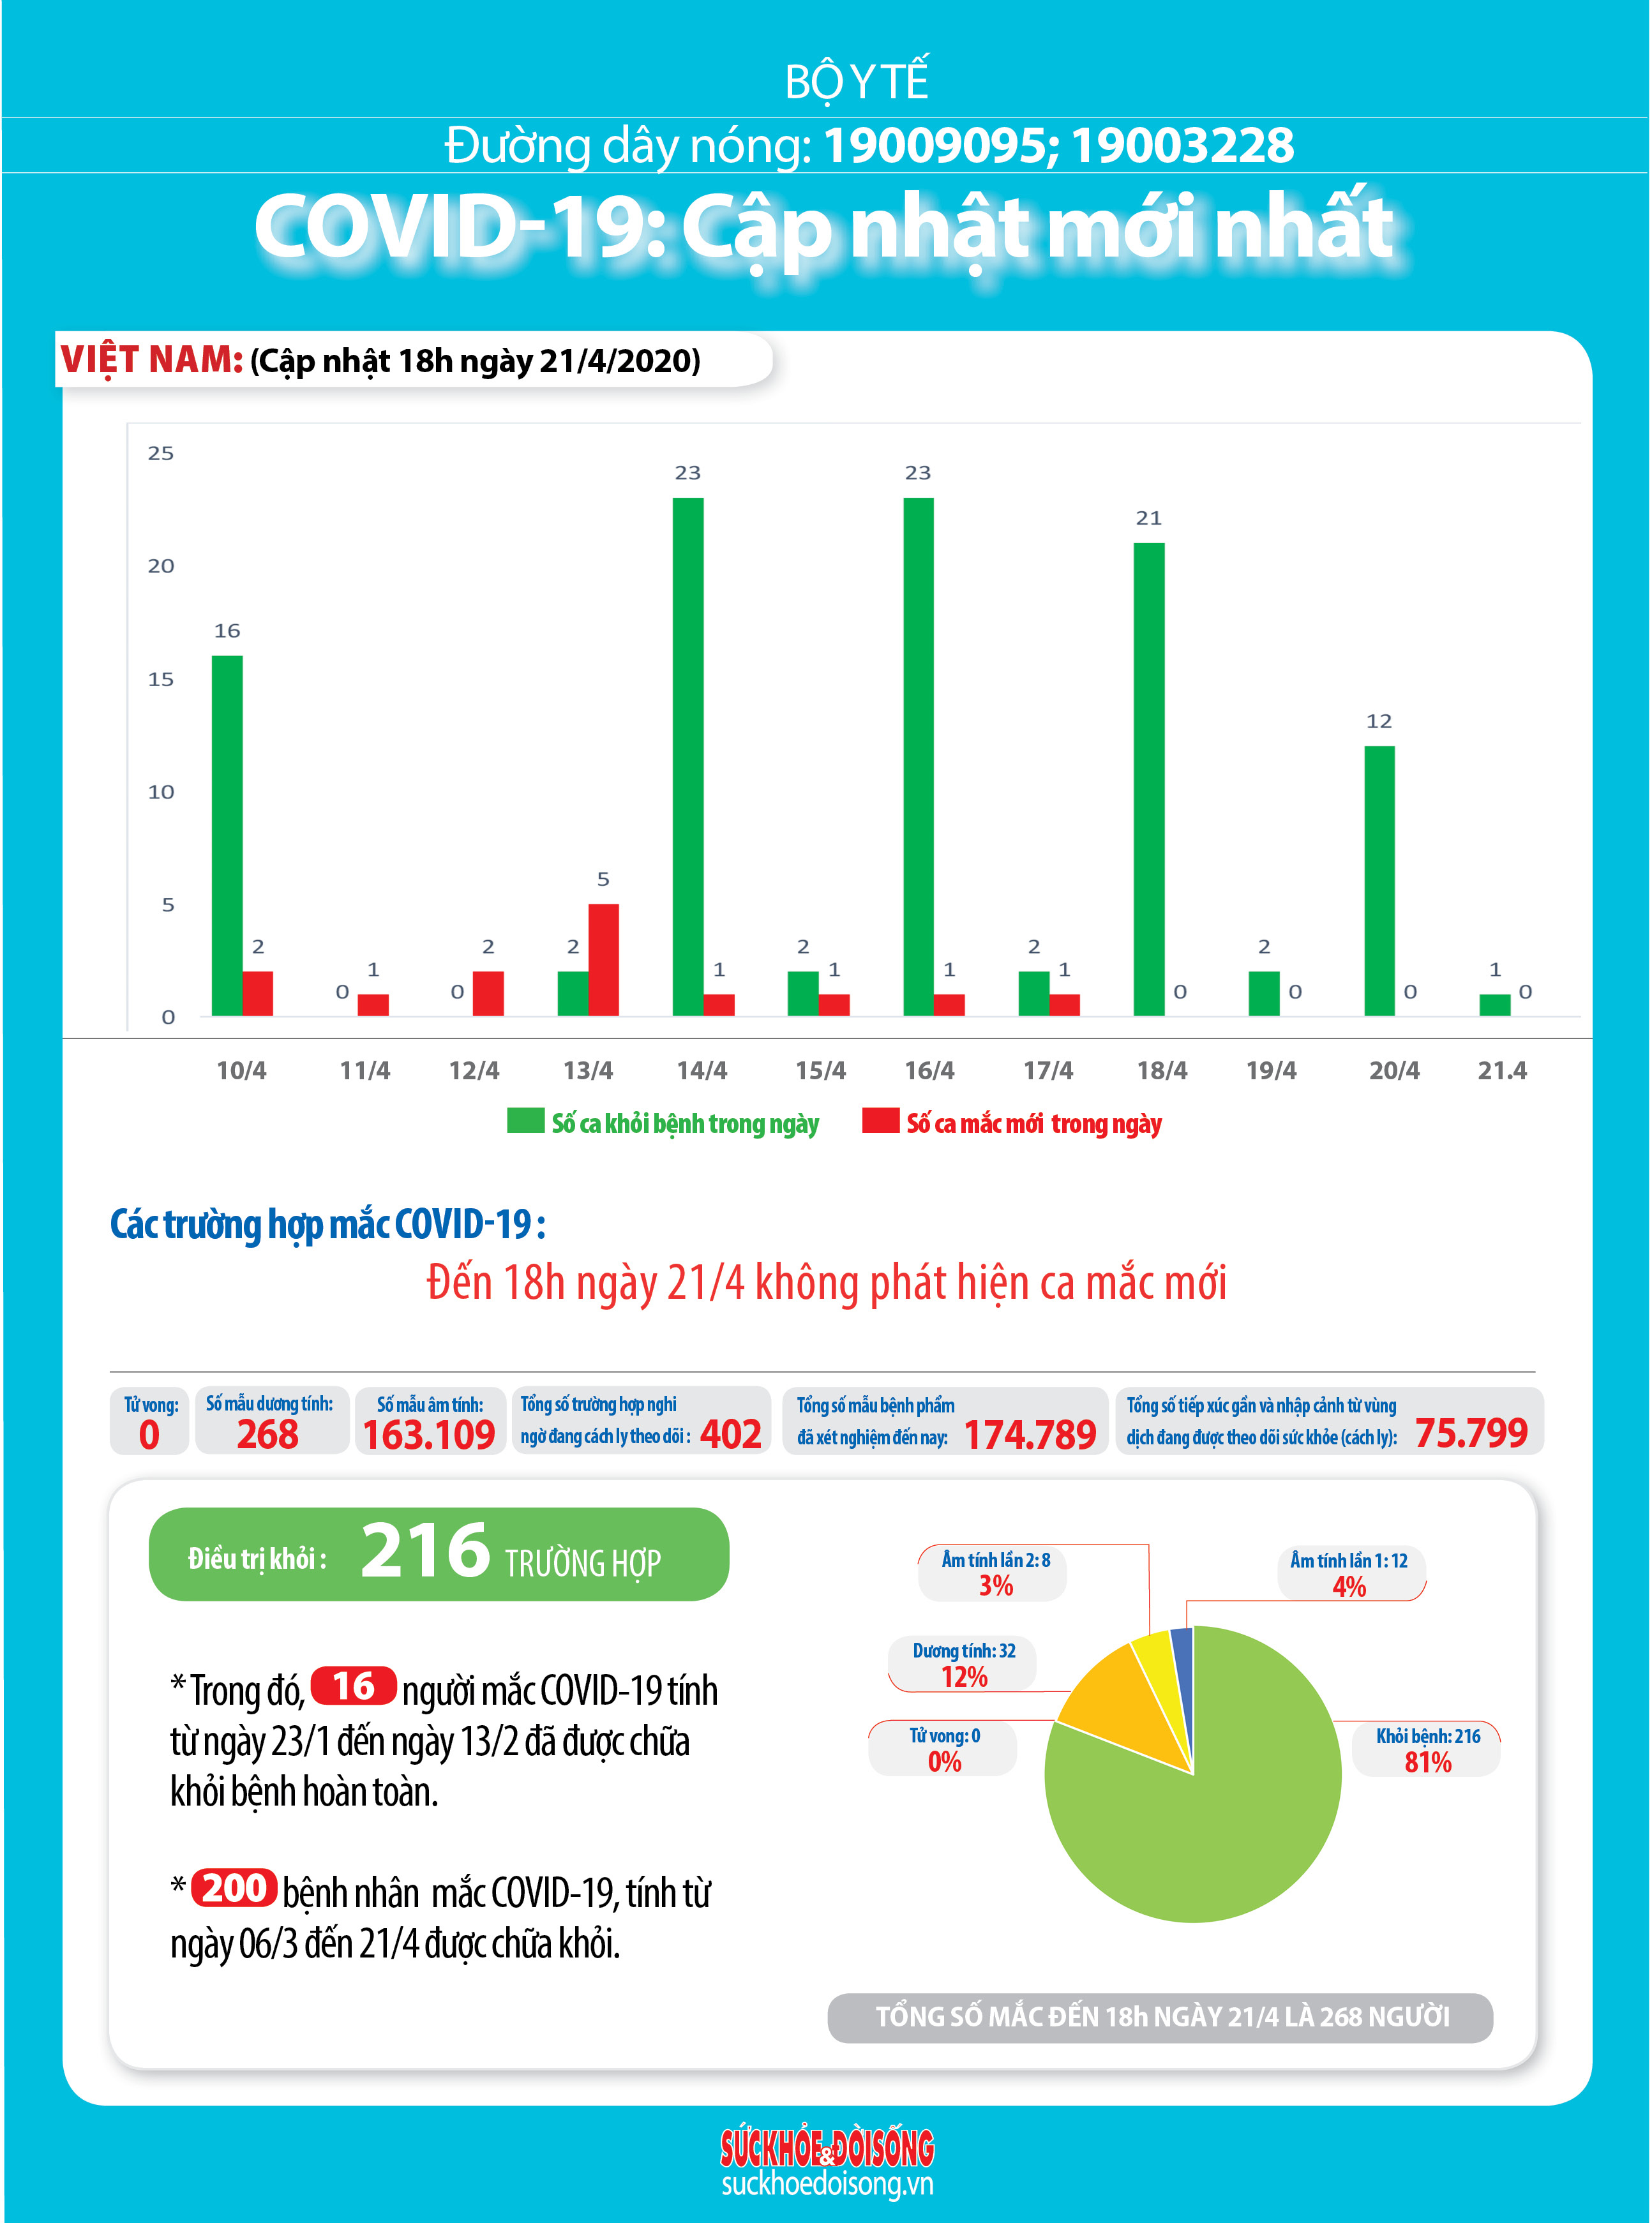 BỘ Y TẾ
Đường dây nóng: 19009095; 19003228
COVID-19: Cập nhật mới nhất
VIỆT NAM: (Cập nhật 18h ngày 21/4/2020)
25
20
15
10
5
0
16
2
0
1
0
2
2
5
23
1
2
1
23
1
2
1
21
0
2
0
12
0
1
0
10/4 11/4 12/4 13/4 14/4 15/4 16/4 17/4 18/4 19/4 20/4 21.4
Số ca khỏi bệnh trong ngày Số ca mắc mới trong ngày
Các trường hợp mắc COVID-19 :
Đến 18h ngày 21/4 không phát hiện ca mắc mới
Tử vong:
0
Số mẫu dương tính:
268
Số mẫu âm tính:
163.109
Tổng số trường hợp nghi
ngờ đang cách ly theo dõi : 402
Tổng số mẫu bệnh phẩm
đã xét nghiệm đến nay: 174.789
Tổng số tiếp xúc gần và nhập cảnh từ vùng
dịch đang được theo dõi sức khỏe (cách ly): 75.799
Điều trị khỏi : 216 TRƯỜNG HỢP
* Trong đó, 16 người mắc COVID-19 tính
từ ngày 23/1 đến ngày 13/2 đã được chữa
khỏi bệnh hoàn toàn.
* 200 bệnh nhân mắc COVID-19, tính từ
ngày 06/3 đến 21/4 được chữa khỏi.
Âm tính lần 2: 8
3%
Âm tính lần 1: 12
4%
Dương tính: 32
12%
Tử vong: 0
0%
Khỏi bệnh: 216
81%
TỔNG SỐ MẮC ĐẾN 18h NGÀY 21/4 LÀ 268 NGƯỜI
SỨCKHỎE&ĐỜISỐNG
suckhoedoisong.vn